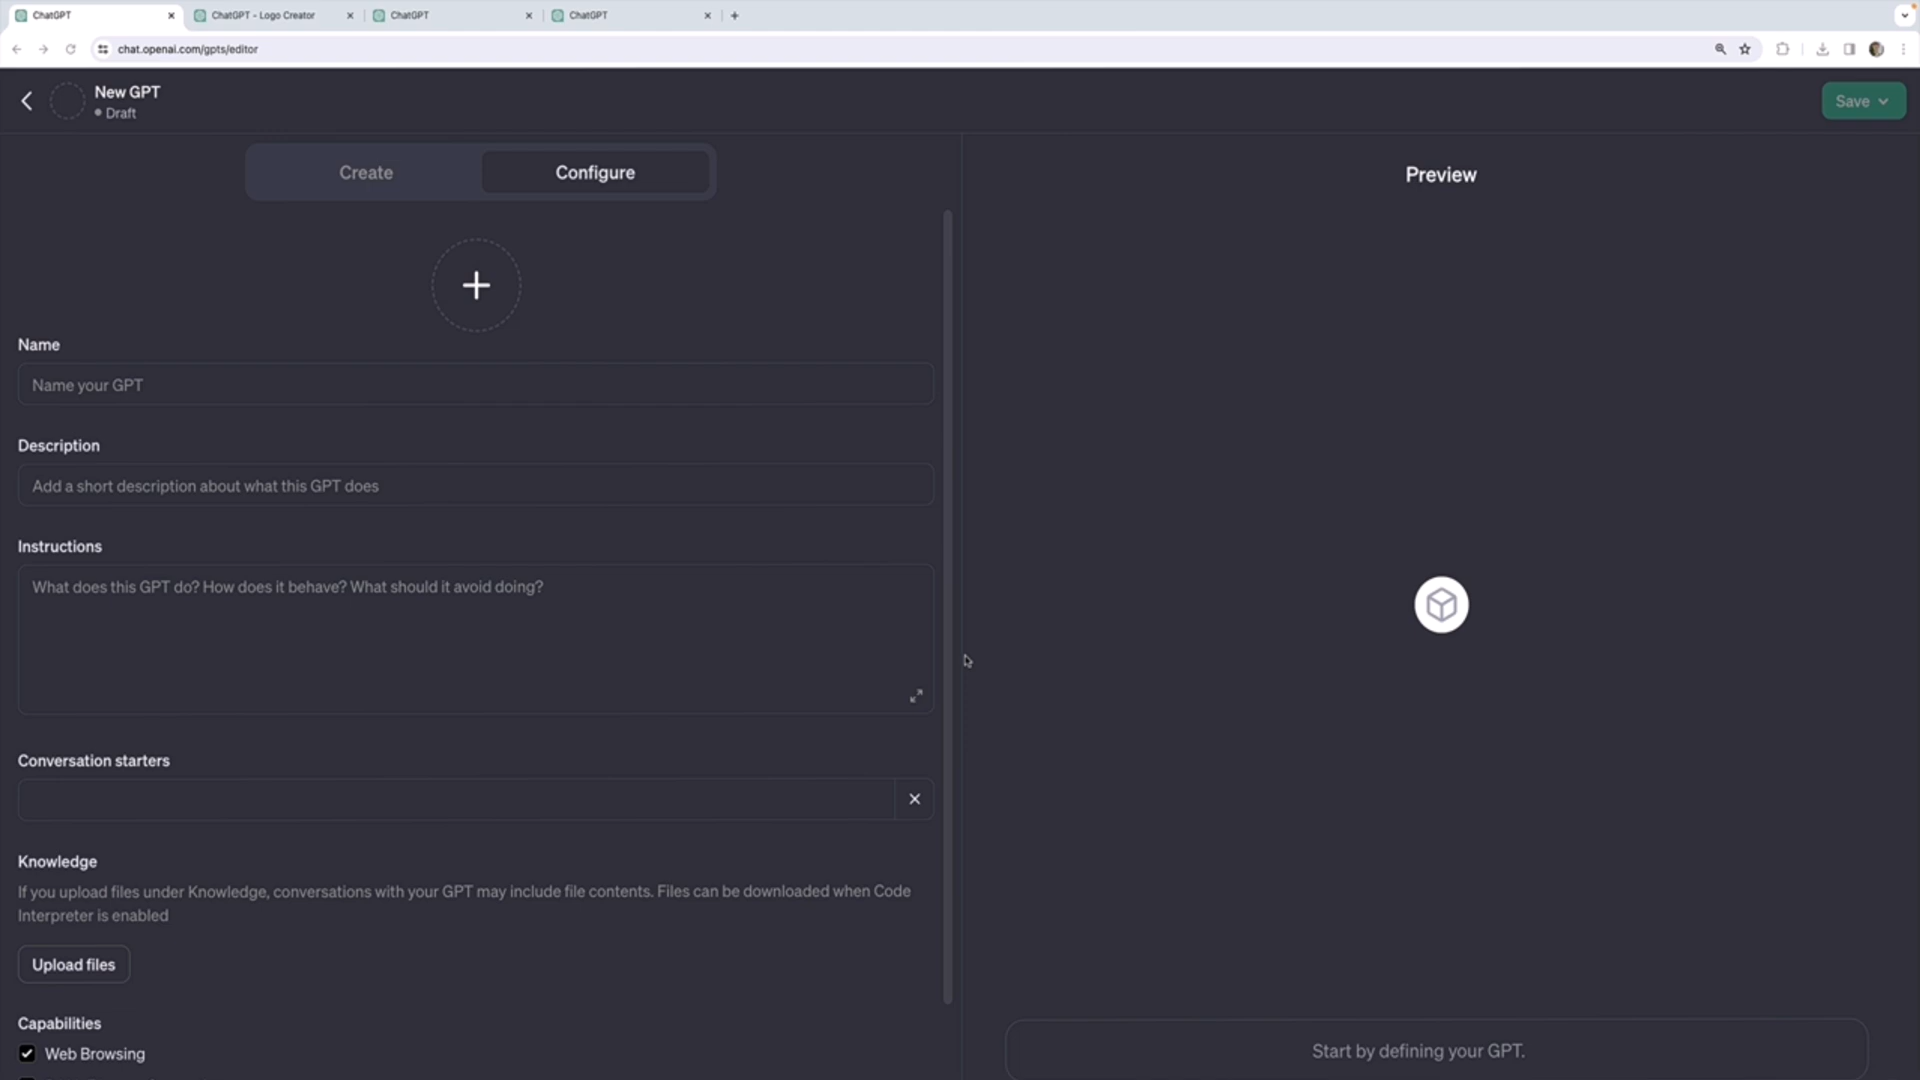 ChatGPT
ChatGPT - Logo Creator
ChatGPT
ChatGPT
chat.openai.com/gpts/editor
New GPT
Draft
Save
Create
Configure
Preview
Name
Name your GPT
Description
Add a short description about what this GPT does
Instructions
What does this GPT do? How does it behave? What should it avoid doing?
Conversation starters
Knowledge
If you upload files under Knowledge, conversations with your GPT may include file contents. Files can be downloaded when Code
Interpreter is enabled
Upload files
Capabilities
Web Browsing
Start by defining your GPT.